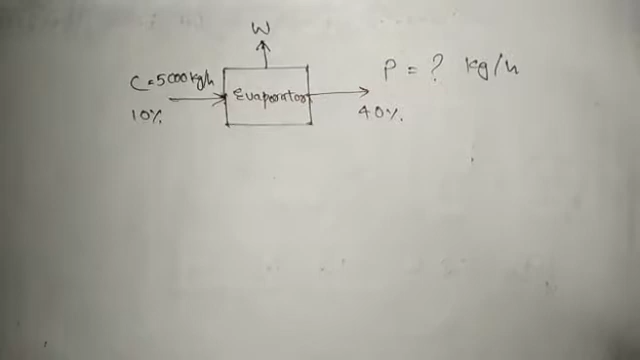 W
C = 5000 kg/h
P = ? kg/h
Evaporator
10%
40%.